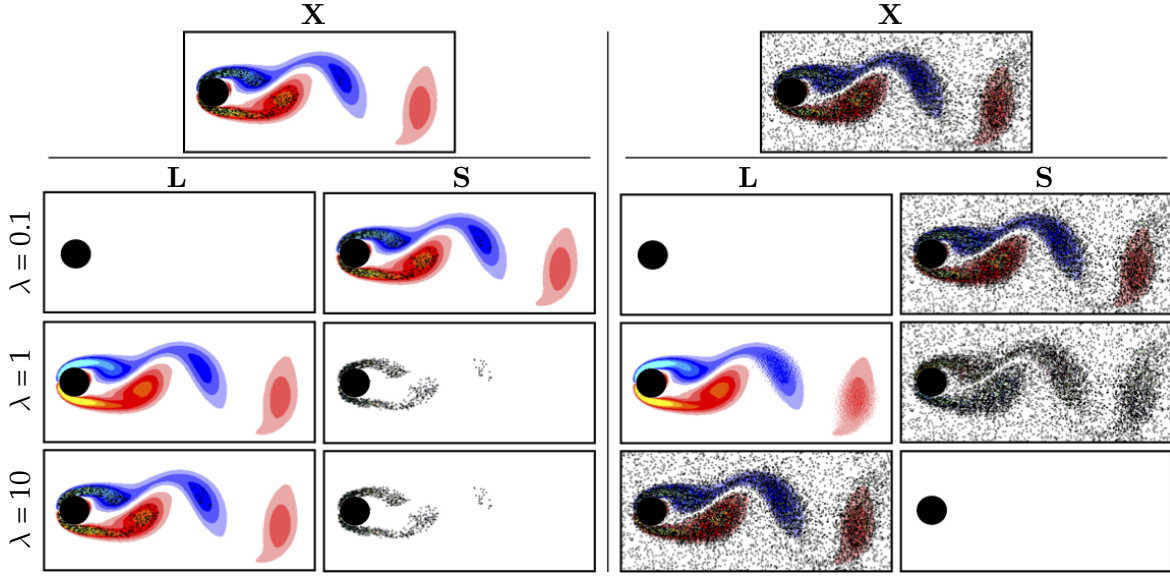 X X
L S L S
λ = 0.1
λ = 1
λ = 10